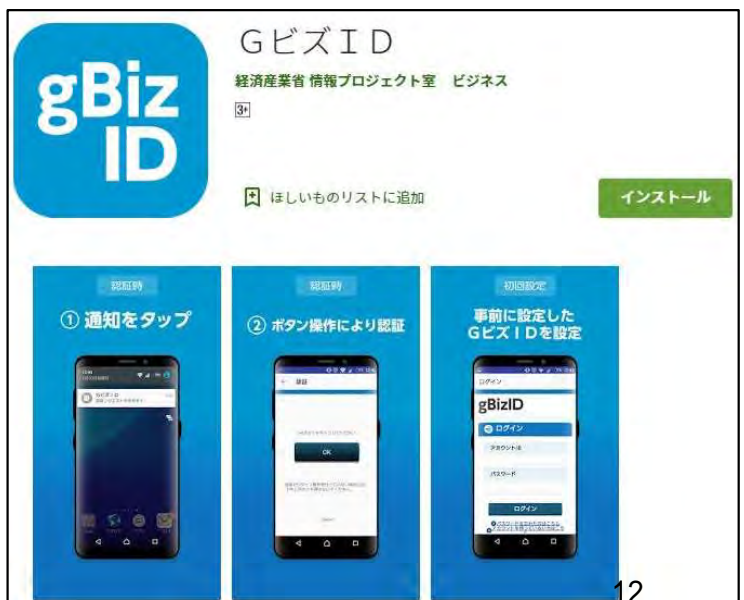 gBiz
ID
GビズID
経済産業省 情報プロジェクト室 ビジネス
3+
ほしいものリストに追加
インストール
認証時
① 通知をタップ
認証時
② ボタン操作により認証
認証
OK
初回設定
事前に設定した
GビズIDを設定
ログイン
gBizID
ログイン
アカウントID
パスワード
ログイン
12